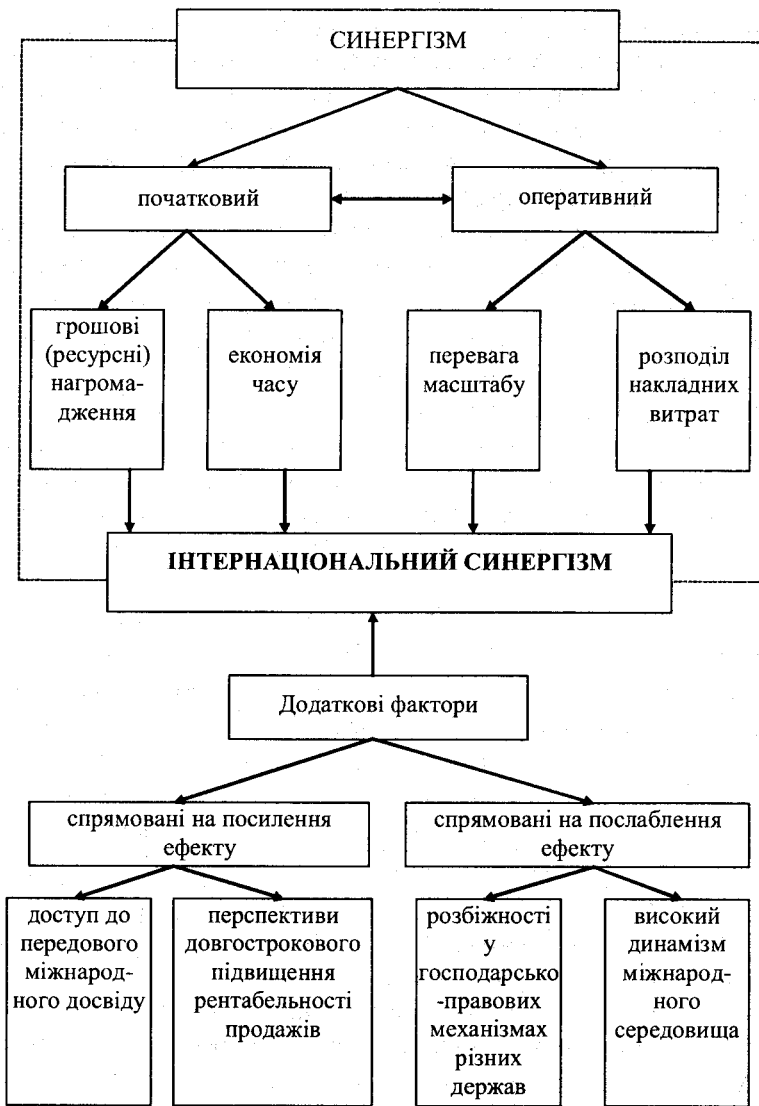 СИНЕРГІЗМ
початковий
оперативний
грошові
(ресурсні)
нагрома-
дження
економія
часу
перевага
масштабу
розподіл
накладних
витрат
ІНТЕРНАЦІОНАЛЬНИЙ СИНЕРГІЗМ
Додаткові фактори
спрямовані на посилення
ефекту
спрямовані на послаблення
ефекту
доступ до
передового
міжнарод-
ного досвіду
перспективи
довгострокового
підвищення
рентабельності
продажів
розбіжності
у
господарсько
-правових
механізмах
різних
держав
високий
динамізм
міжнарод-
ного
середовища